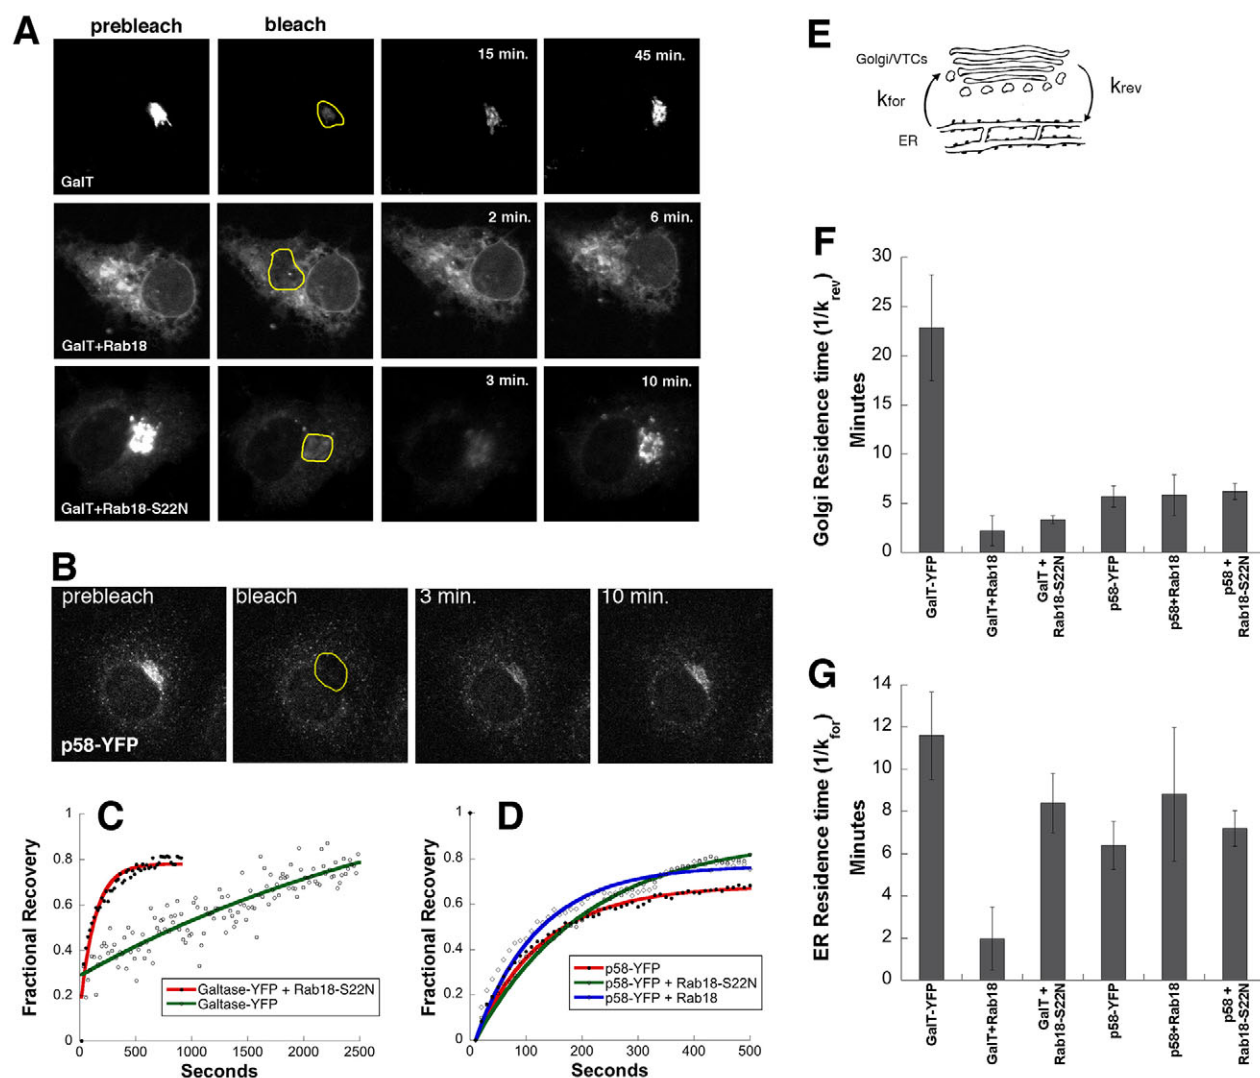 A
prebleach
bleach
15 min.
45 min.
GalT
2 min.
6 min.
GalT+Rab18
3 min.
10 min.
GalT+Rab18-S22N
B
prebleach
bleach
3 min.
10 min.
p58-YFP
C
Fractional Recovery
1
0.8
0.6
0.4
0.2
0
0
500
1000
1500
2000
2500
Seconds
Galtase-YFP + Rab18-S22N
Galtase-YFP
D
Fractional Recovery
1
0.8
0.6
0.4
0.2
0
0
100
200
300
400
500
Seconds
p58-YFP
p58-YFP + Rab18-S22N
p58-YFP + Rab18
E
Golgi/VTCs
kfor
krev
ER
F
Golgi Residence time (1/krev)
Minutes
30
25
20
15
10
5
0
GalT-YFP
GalT+Rab18
GalT +
Rab18-S22N
p58-YFP
p58+Rab18
p58 +
Rab18-S22N
G
ER Residence time (1/kfor)
Minutes
14
12
10
8
6
4
2
0
GalT-YFP
GalT+Rab18
GalT +
Rab18-S22N
p58-YFP
p58+Rab18
p58 +
Rab18-S22N